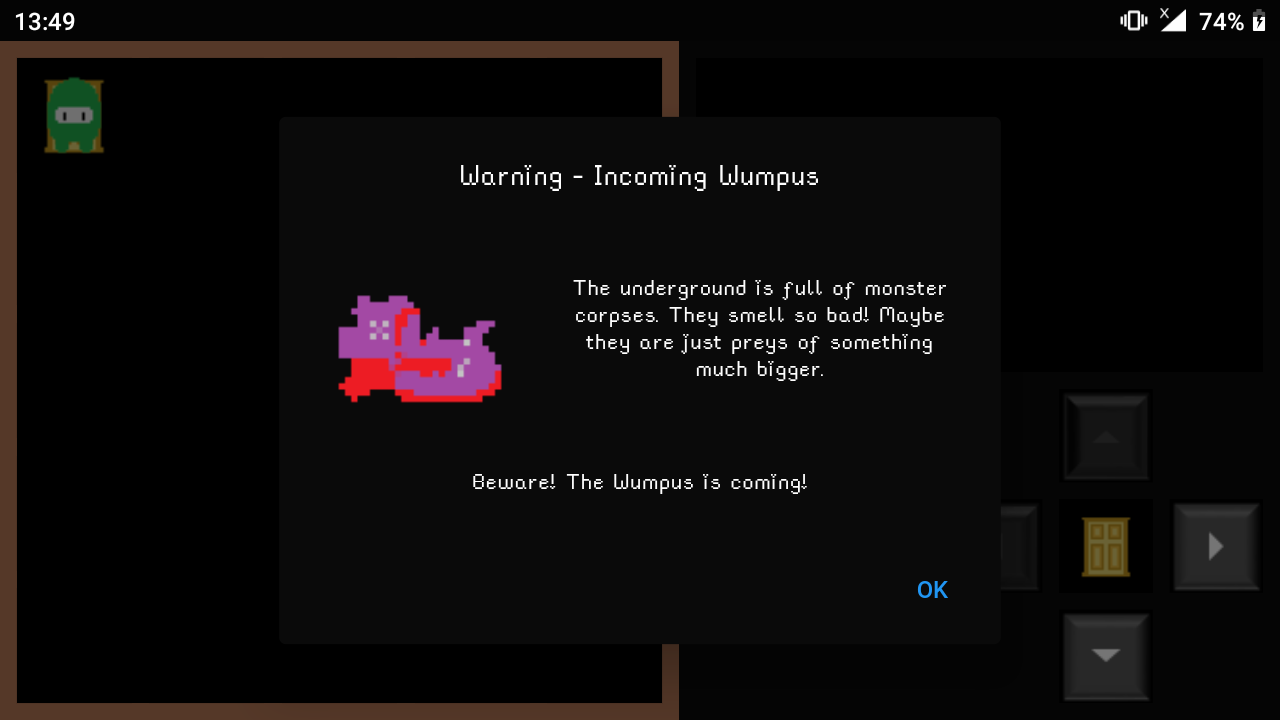 13:49
X
74%
Warning - Incoming Wumpus
The underground is full of monster
corpses. They smell so bad! Maybe
they are just preys of something
much bigger.
Beware! The Wumpus is coming!
OK